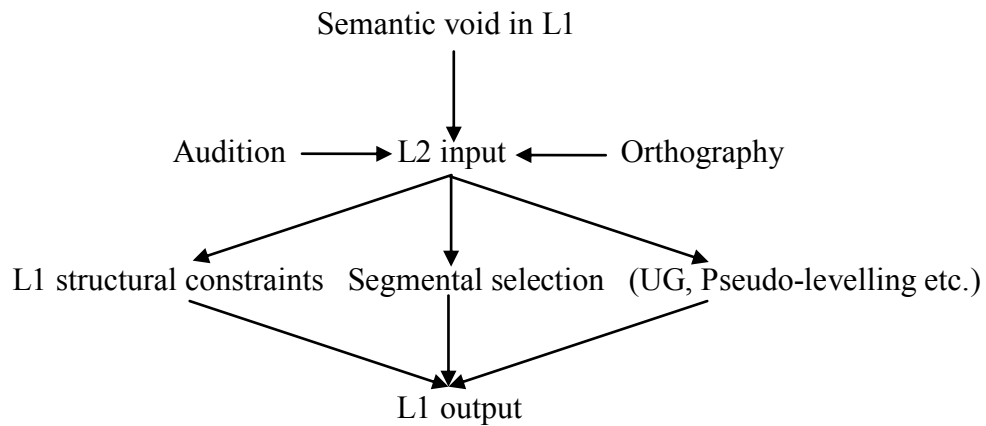 Semantic void in L1
Audition L2 input Orthography
L1 structural constraints Segmental selection (UG, Pseudo-levelling etc.)
L1 output